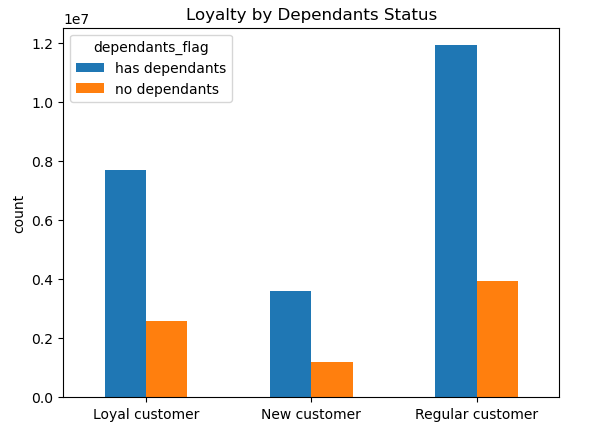 Loyalty by Dependants Status
1e7
dependants_flag
has dependants
no dependants
1.2
1.0
0.8
0.6
0.4
0.2
0.0
count
Loyal customer
New customer
Regular customer